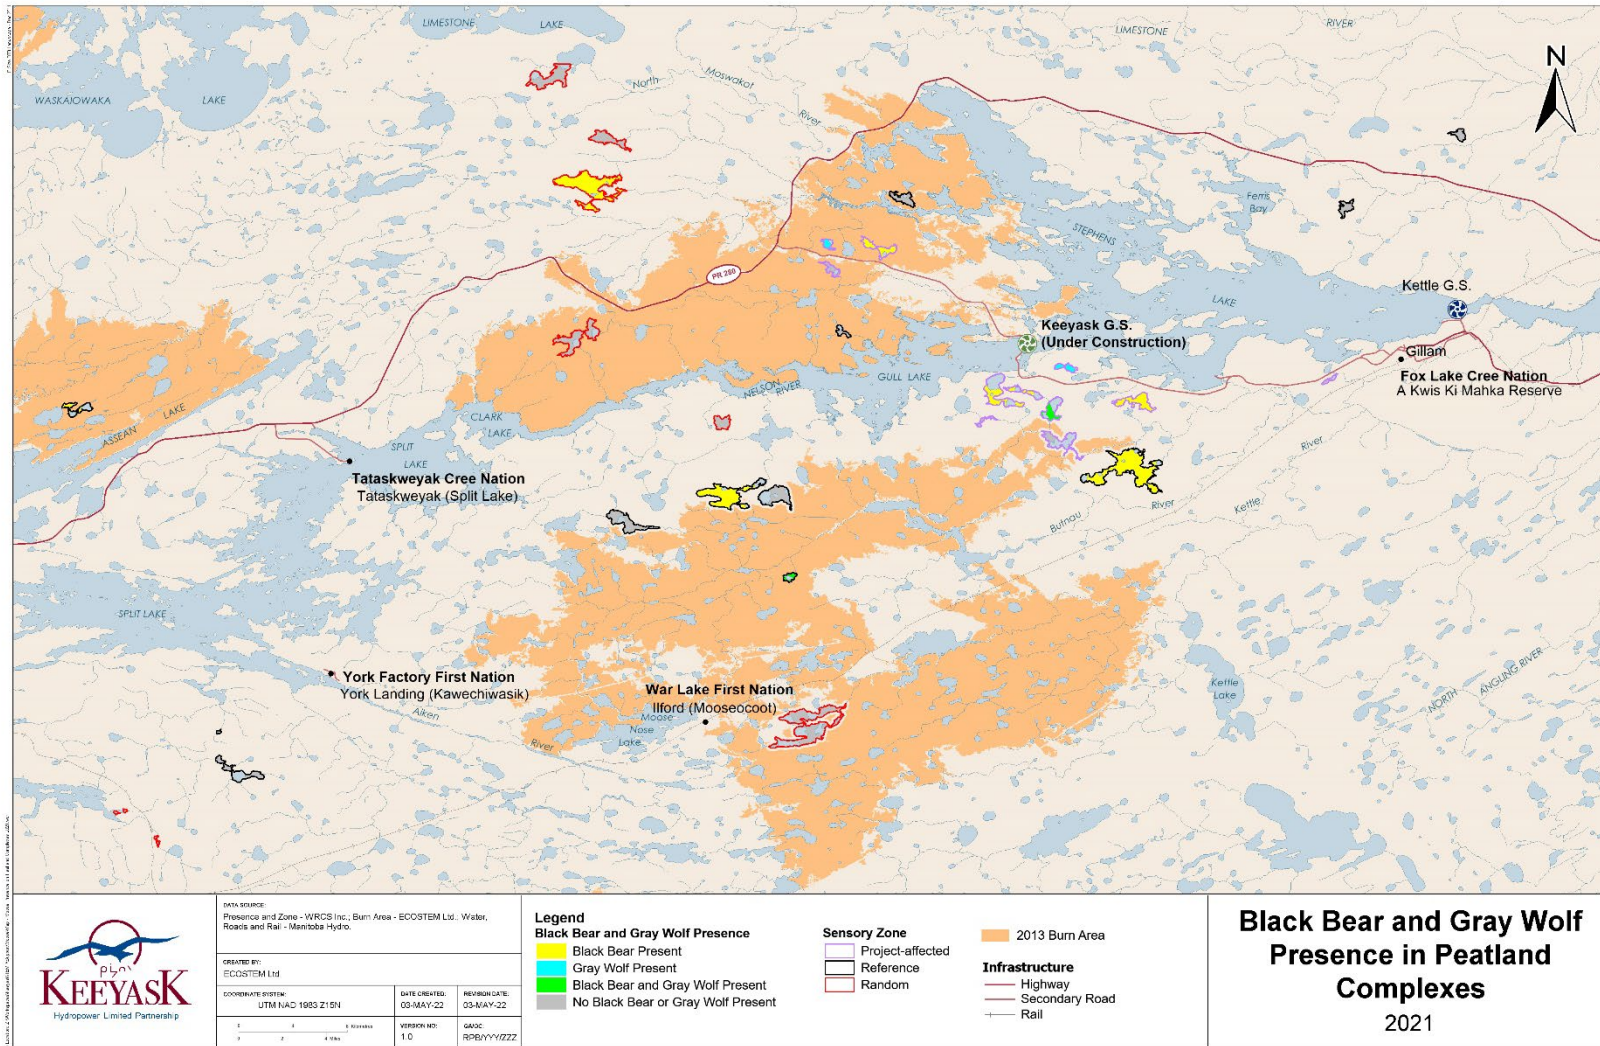 LIMESTONE LAKE
LIMESTONE
RIVER
WASKAIOWAKA LAKE
North Moswakot River
N
Ferris
Bay
STEPHENS
LAKE
PR 280
Kettle G.S.
Keeyask G.S.
(Under Construction)
Gillam
Fox Lake Cree Nation
A Kwis Ki Mahka Reserve
GULL LAKE
NELSON
RIVER
ASSEAN LAKE
CLARK
LAKE
SPLIT
LAKE
Tataskweyak Cree Nation
Tataskweyak (Split Lake)
Butnau River
Kettle River
SPLIT LAKE
York Factory First Nation
York Landing (Kawechiwasik)
Aiken River
War Lake First Nation
Ilford (Mooseocoot)
Moose
Nose
Lake
Kettle
Lake
NORTH ANGLING RIVER
KEEYASK
Hydropower Limited Partnership
DATA SOURCE:
Presence and Zone - WRCS Inc.; Burn Area - ECOSTEM Ltd.; Water,
Roads and Rail - Manitoba Hydro.
CREATED BY:
ECOSTEM Ltd.
COORDINATE SYSTEM:
UTM NAD 1983 Z15N
DATE CREATED:
03-MAY-22
REVISION DATE:
03-MAY-22
VERSION NO:
1.0
QA/QC:
RPB/YYY/ZZZ
Legend
Black Bear and Gray Wolf Presence
Black Bear Present
Gray Wolf Present
Black Bear and Gray Wolf Present
No Black Bear or Gray Wolf Present
Sensory Zone
Project-affected
Reference
Random
2013 Burn Area
Infrastructure
Highway
Secondary Road
Rail
Black Bear and Gray Wolf
Presence in Peatland
Complexes
2021